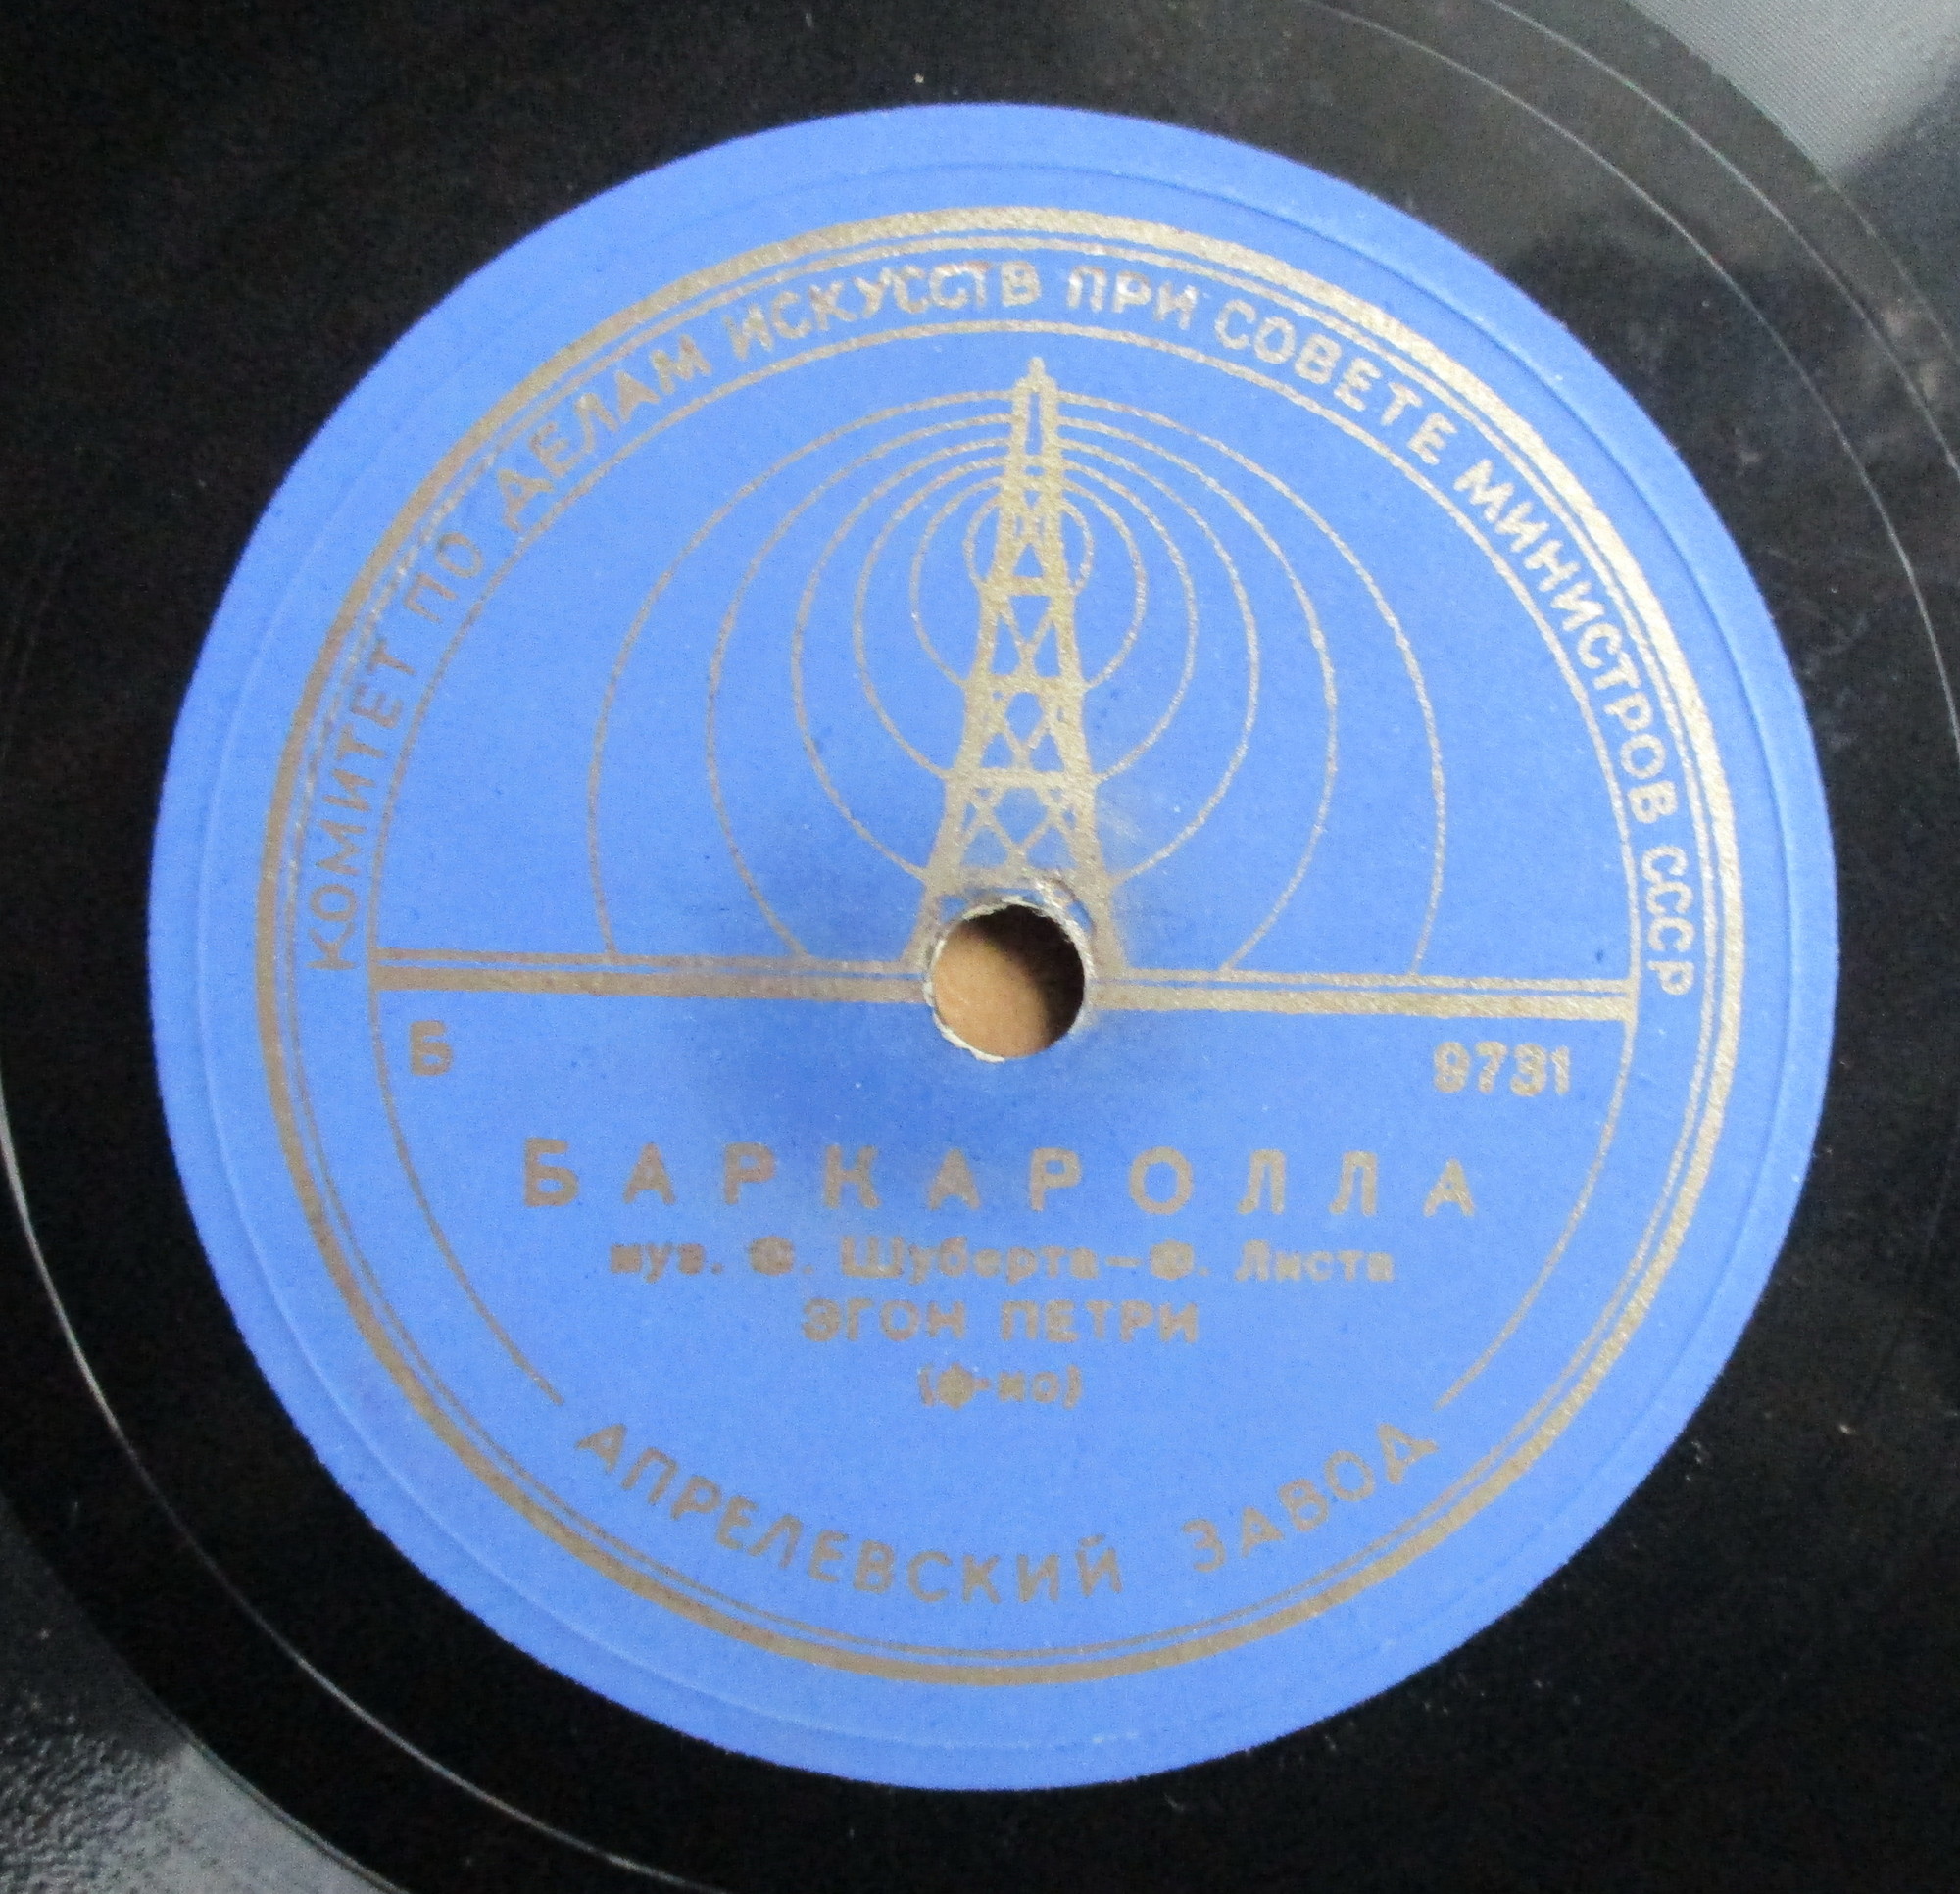 КОМИТЕТ ПО ДЕЛАМ ИСКУССТВ ПРИ СОВЕТЕ МИНИСТРОВ СССР
Б 9731
БАРКАРОЛЛА
муз. Ф. Шуберта—Ф. Листа
ЭГОН ПЕТРИ
(ф-но)
АПРЕЛЕВСКИЙ ЗАВОД